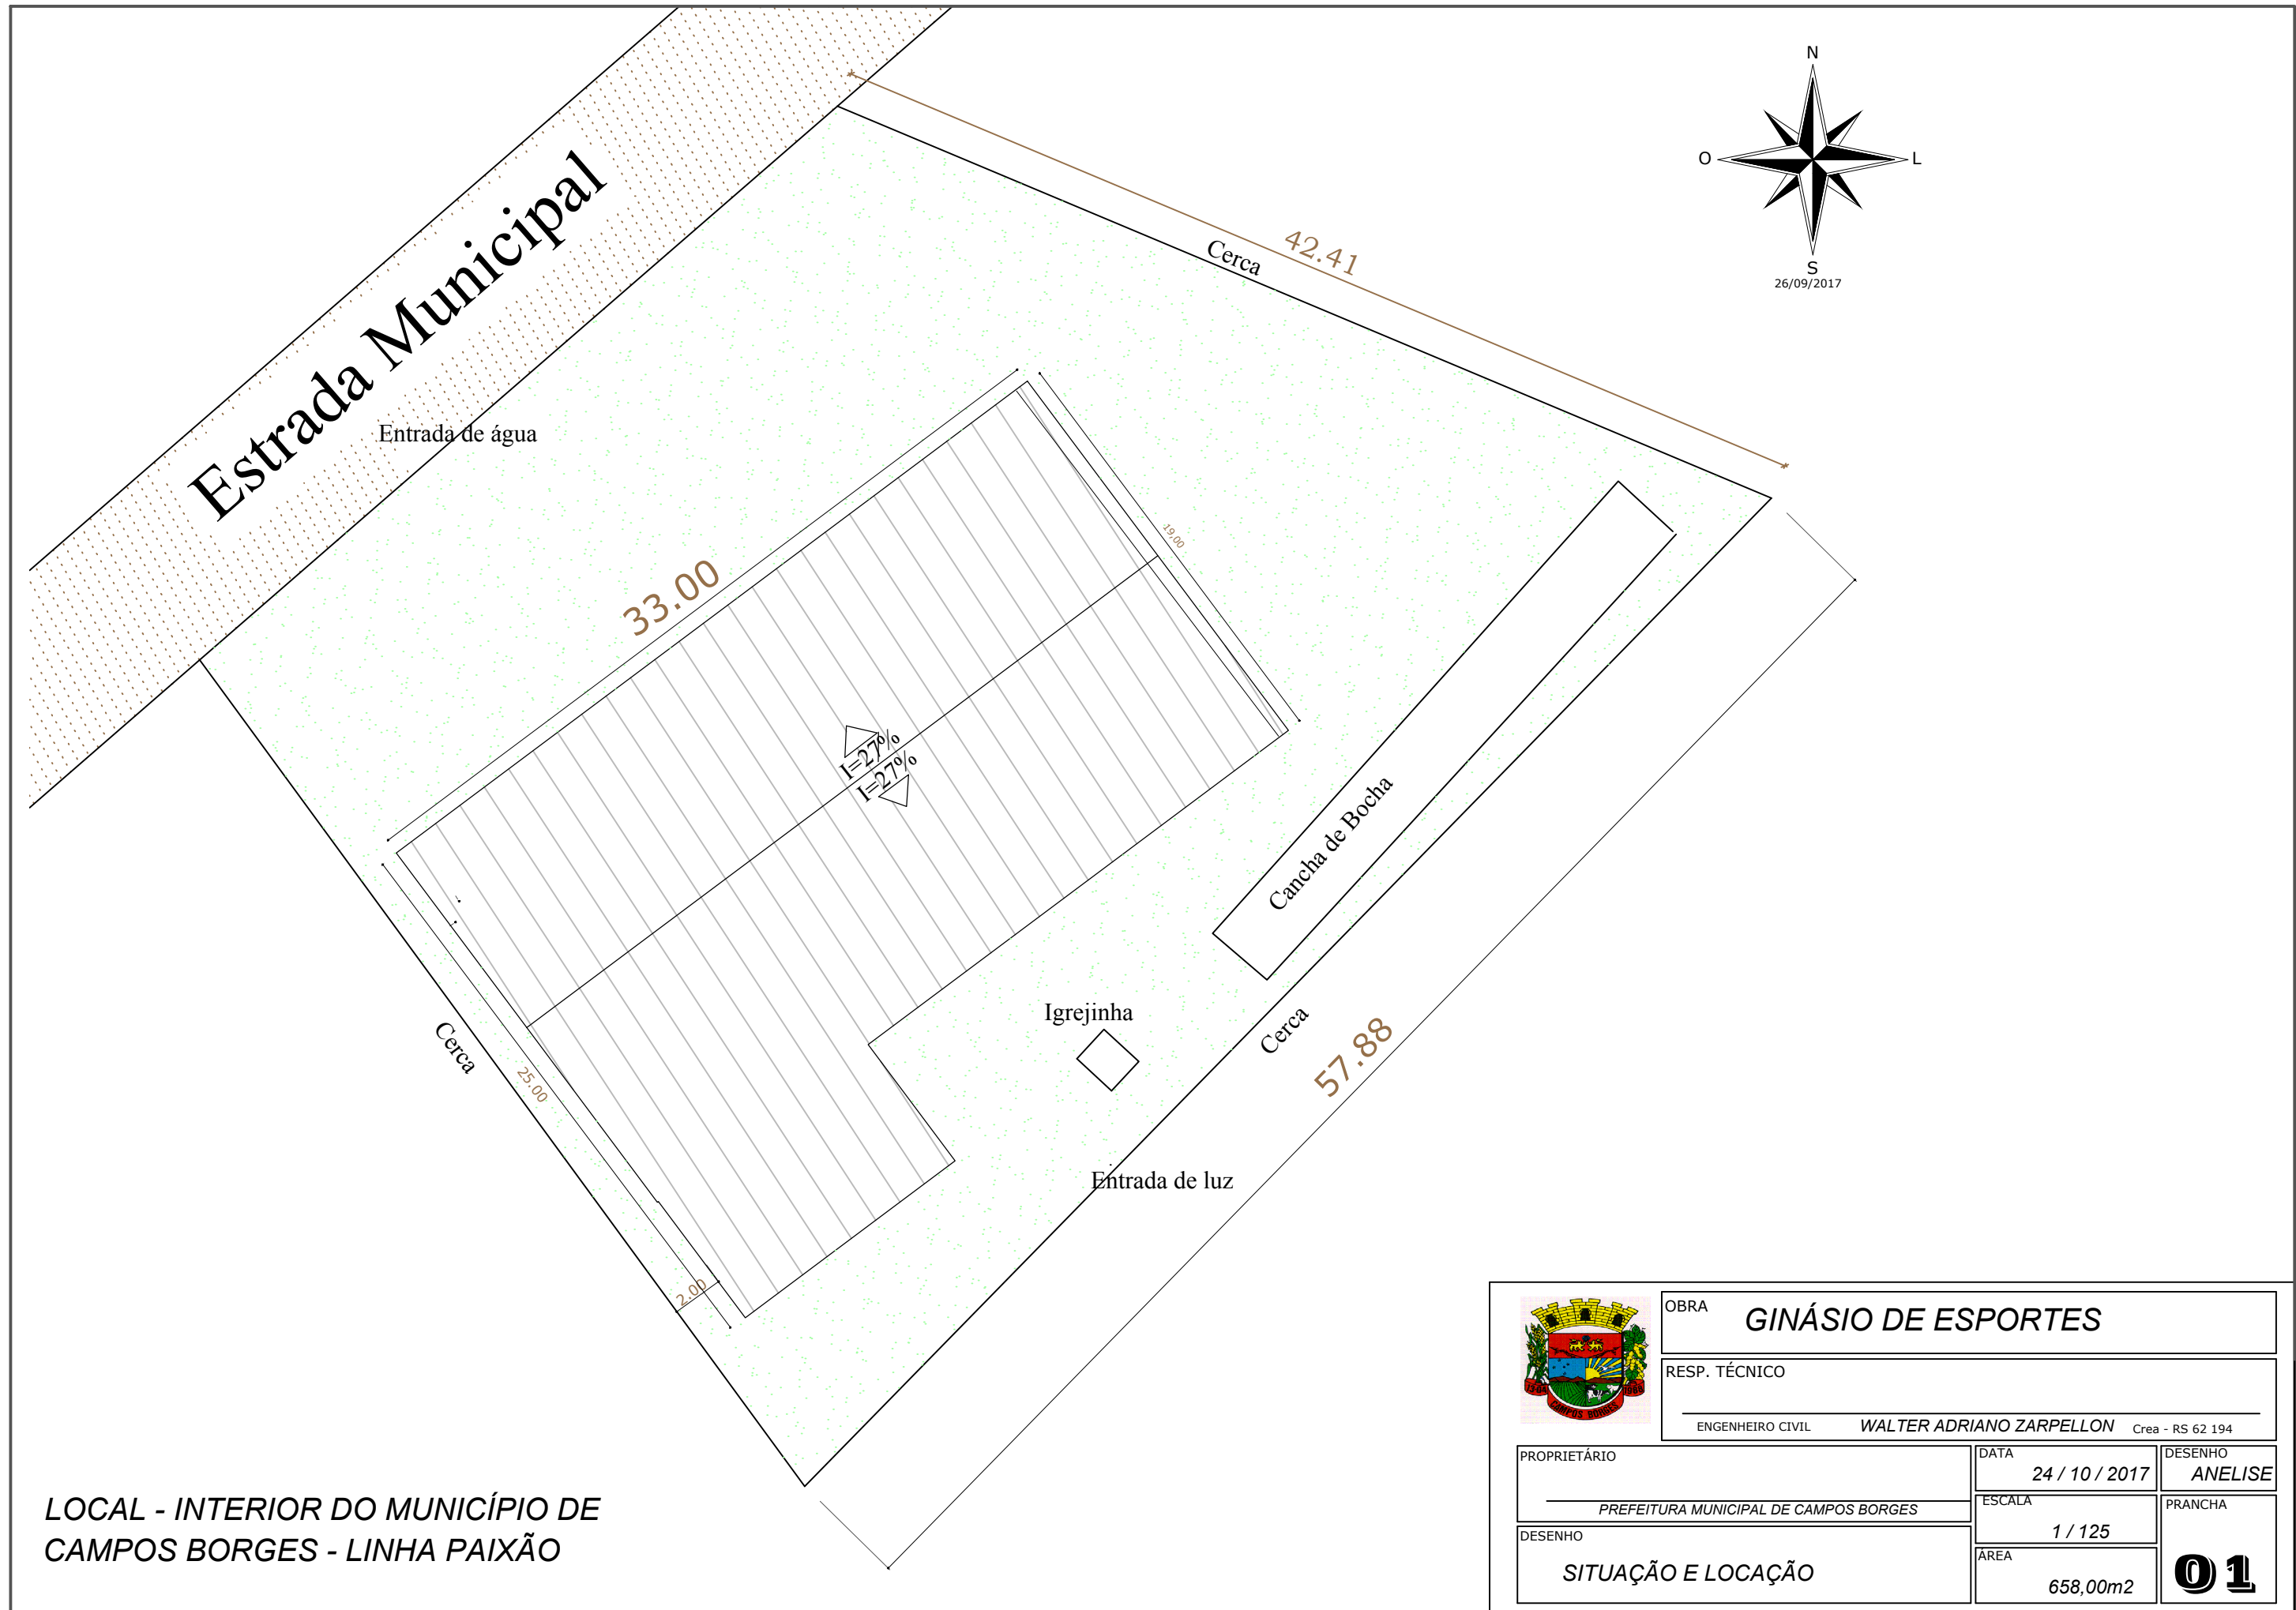 N
O
L
S
26/09/2017
Estrada Municipal
Cerca
42.41
Entrada de água
33.00
19,00
I=27%
I=27%
Cancha de Bocha
Igrejinha
Cerca
57.88
Cerca
25.00
Entrada de luz
2.00
LOCAL - INTERIOR DO MUNICÍPIO DE
CAMPOS BORGES - LINHA PAIXÃO
OBRA
GINÁSIO DE ESPORTES
RESP. TÉCNICO
ENGENHEIRO CIVIL WALTER ADRIANO ZARPELLON Crea - RS 62 194
CAMPOS BORGES
PROPRIETÁRIO
PREFEITURA MUNICIPAL DE CAMPOS BORGES
DATA
24 / 10 / 2017
DESENHO
ANELISE
ESCALA
1 / 125
PRANCHA
01
DESENHO
SITUAÇÃO E LOCAÇÃO
ÁREA
658,00m2